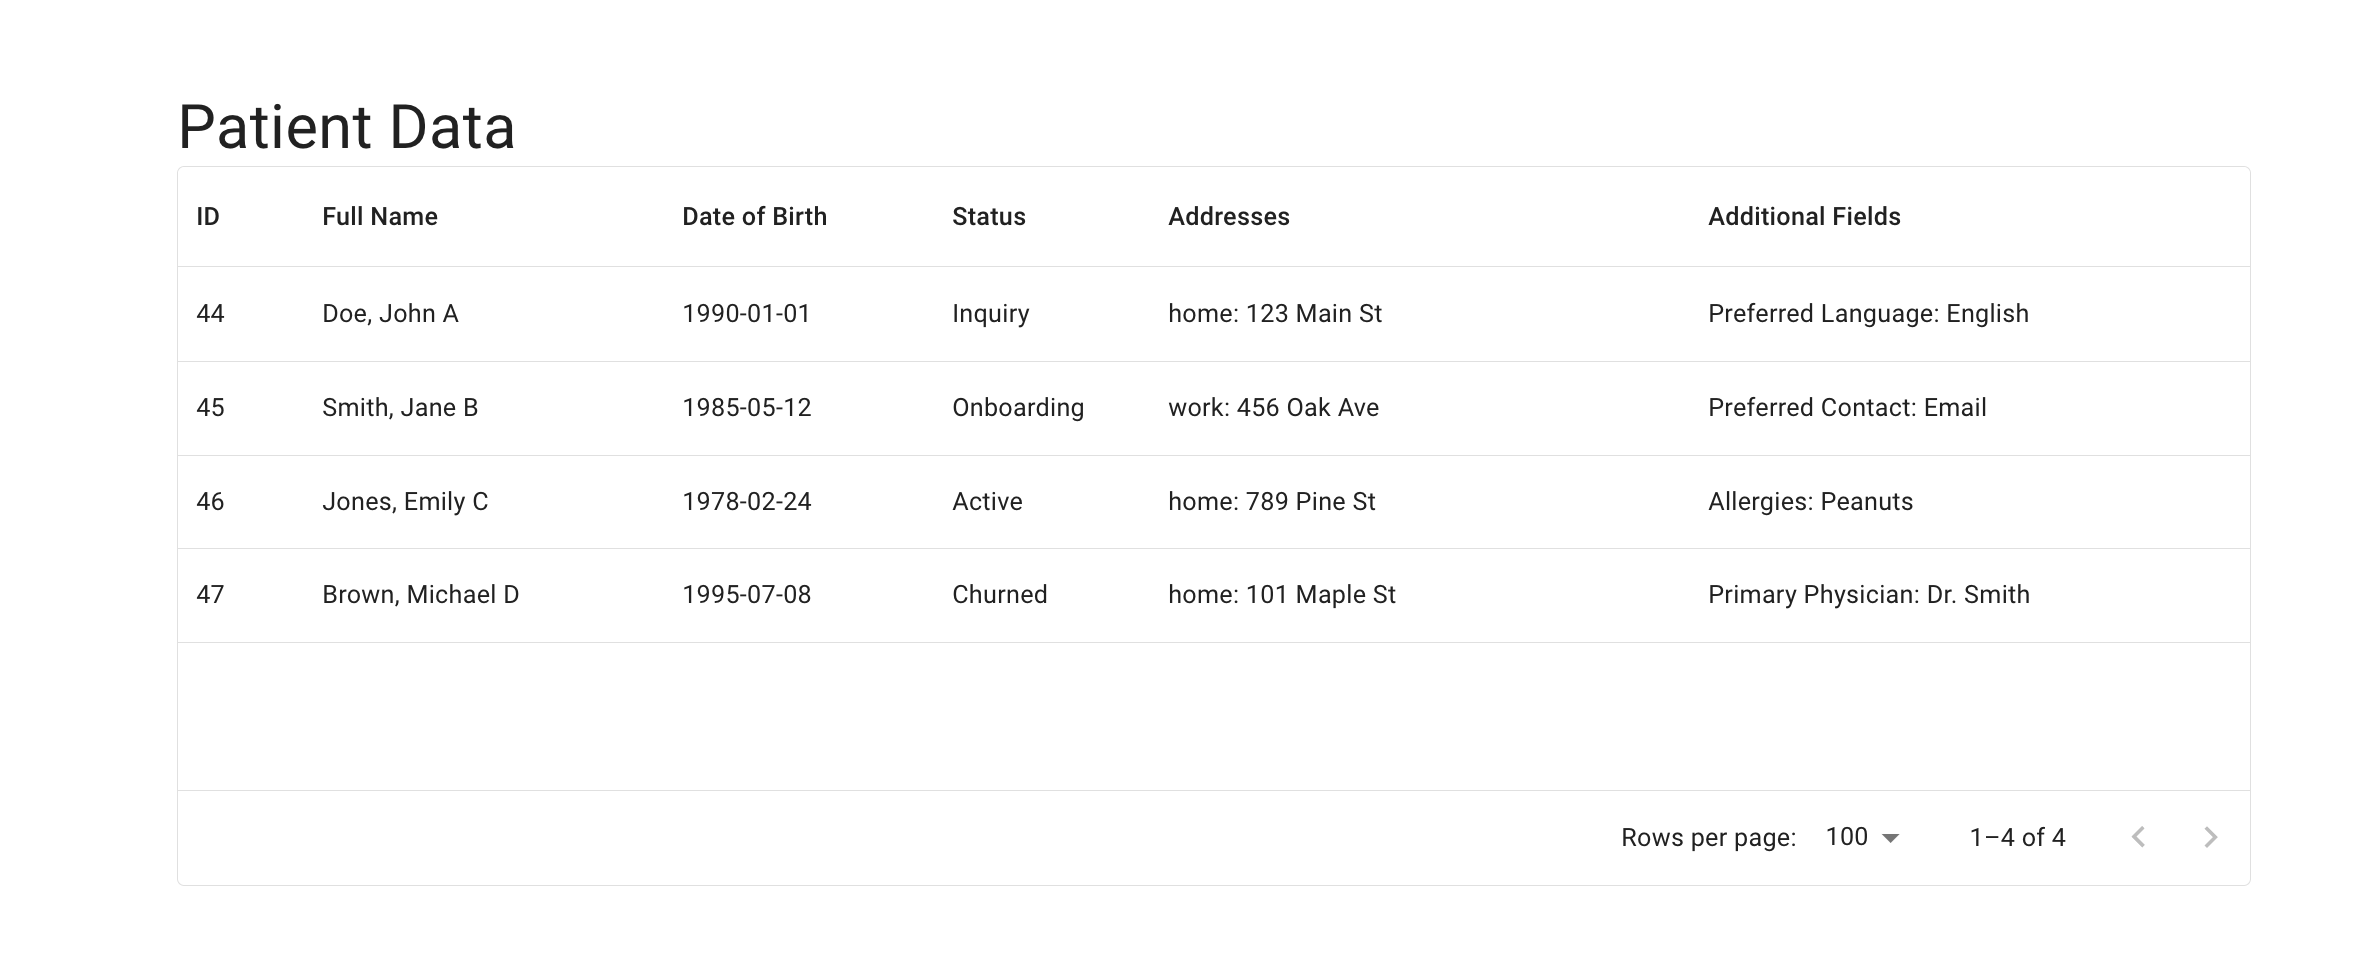 Patient Data
ID Full Name Date of Birth Status Addresses Additional Fields
44 Doe, John A 1990-01-01 Inquiry home: 123 Main St Preferred Language: English
45 Smith, Jane B 1985-05-12 Onboarding work: 456 Oak Ave Preferred Contact: Email
46 Jones, Emily C 1978-02-24 Active home: 789 Pine St Allergies: Peanuts
47 Brown, Michael D 1995-07-08 Churned home: 101 Maple St Primary Physician: Dr. Smith
Rows per page: 100 1–4 of 4